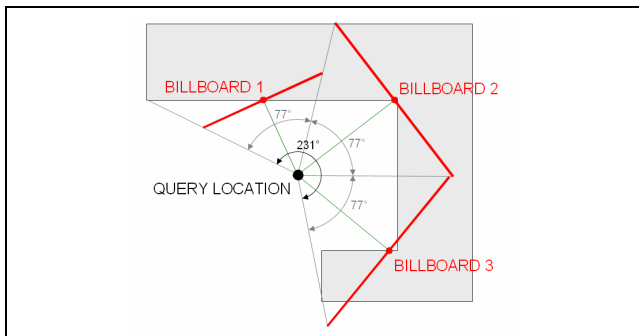 BILLBOARD 1
BILLBOARD 2
77°
77°
231°
QUERY LOCATION
77°
BILLBOARD 3